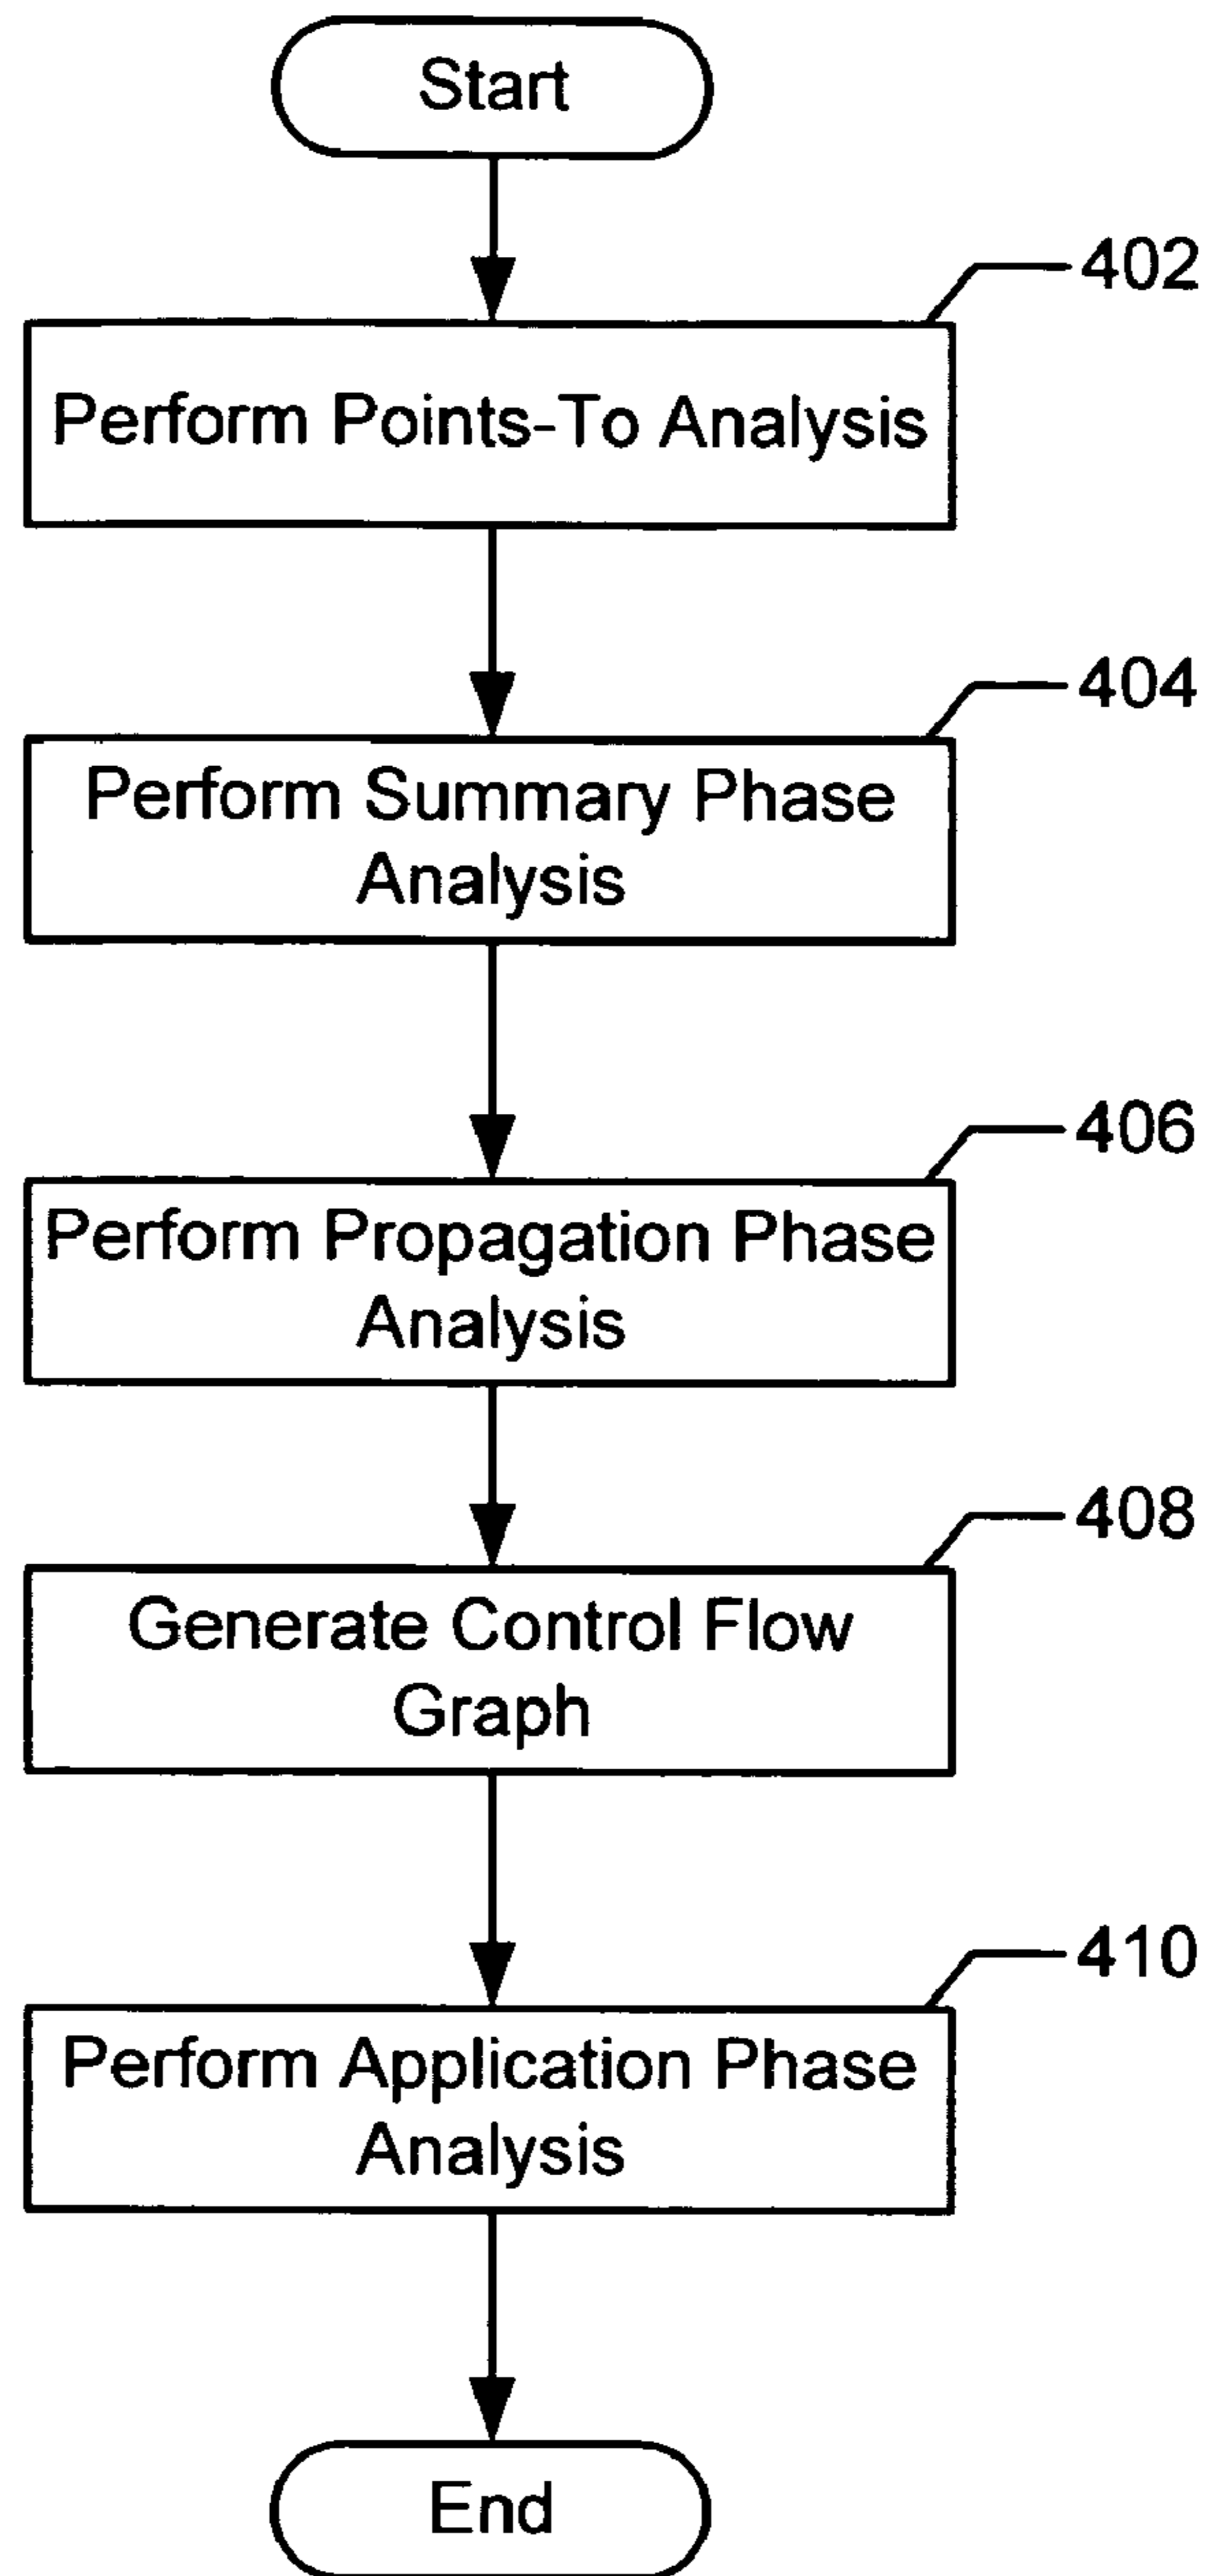 Start
402
Perform Points-To Analysis
404
Perform Summary Phase
Analysis
406
Perform Propagation Phase
Analysis
408
Generate Control Flow
Graph
410
Perform Application Phase
Analysis
End